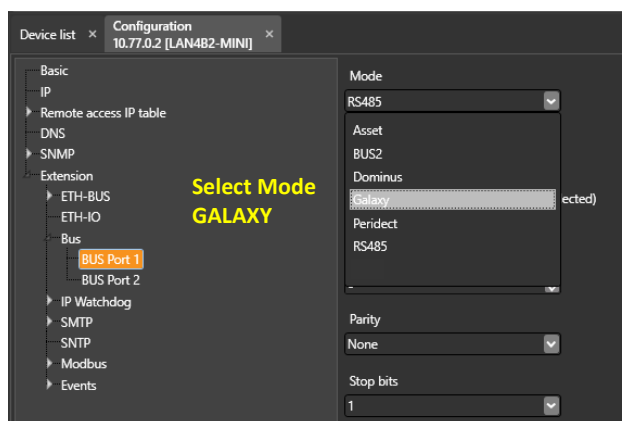 Device list ×
Configuration
10.77.0.2 [LAN4B2-MINI] ×
Basic
IP
Remote access IP table
DNS
SNMP
Extension
ETH-BUS
ETH-IO
Bus
BUS Port 1
BUS Port 2
IP Watchdog
SMTP
SNTP
Modbus
Events
Select Mode
GALAXY
Mode
RS485
Asset
BUS2
Dominus
Galaxy
ected)
Peridect
RS485
Parity
None
Stop bits
1